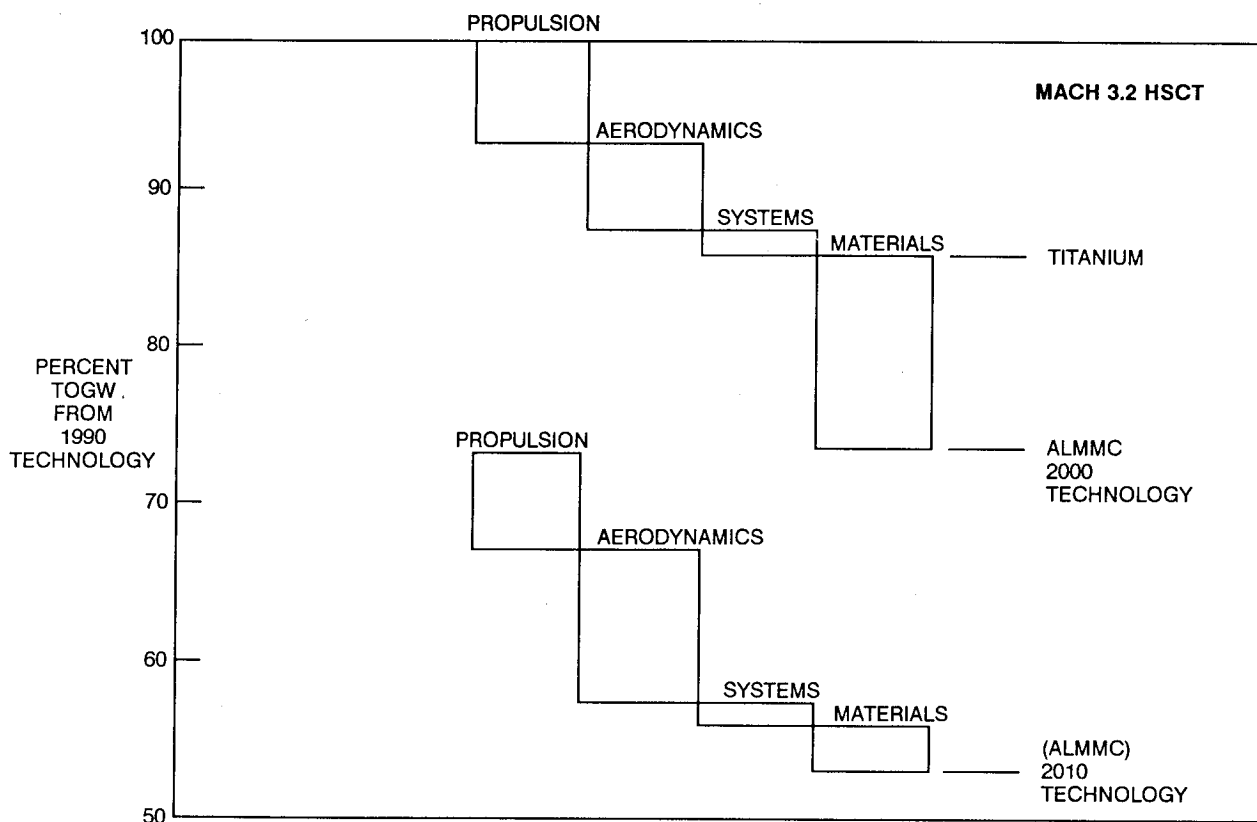 PROPULSION
100
MACH 3.2 HSCT
AERODYNAMICS
90
SYSTEMS
MATERIALS
TITANIUM
80
PERCENT
TOGW
FROM
1990
TECHNOLOGY
PROPULSION
ALMMC
2000
TECHNOLOGY
70
AERODYNAMICS
60
SYSTEMS
MATERIALS
(ALMMC)
2010
TECHNOLOGY
50